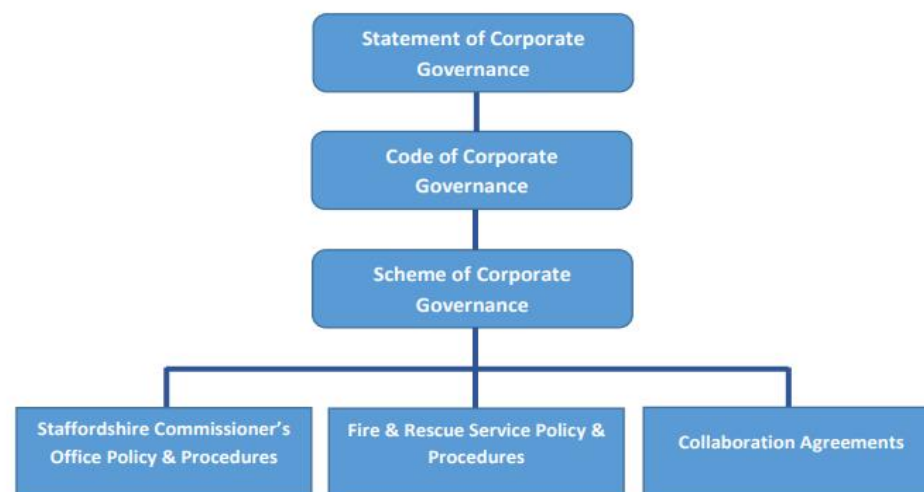 Statement of Corporate
Governance
Code of Corporate
Governance
Scheme of Corporate
Governance
Staffordshire Commissioner's
Office Policy & Procedures
Fire & Rescue Service Policy &
Procedures
Collaboration Agreements